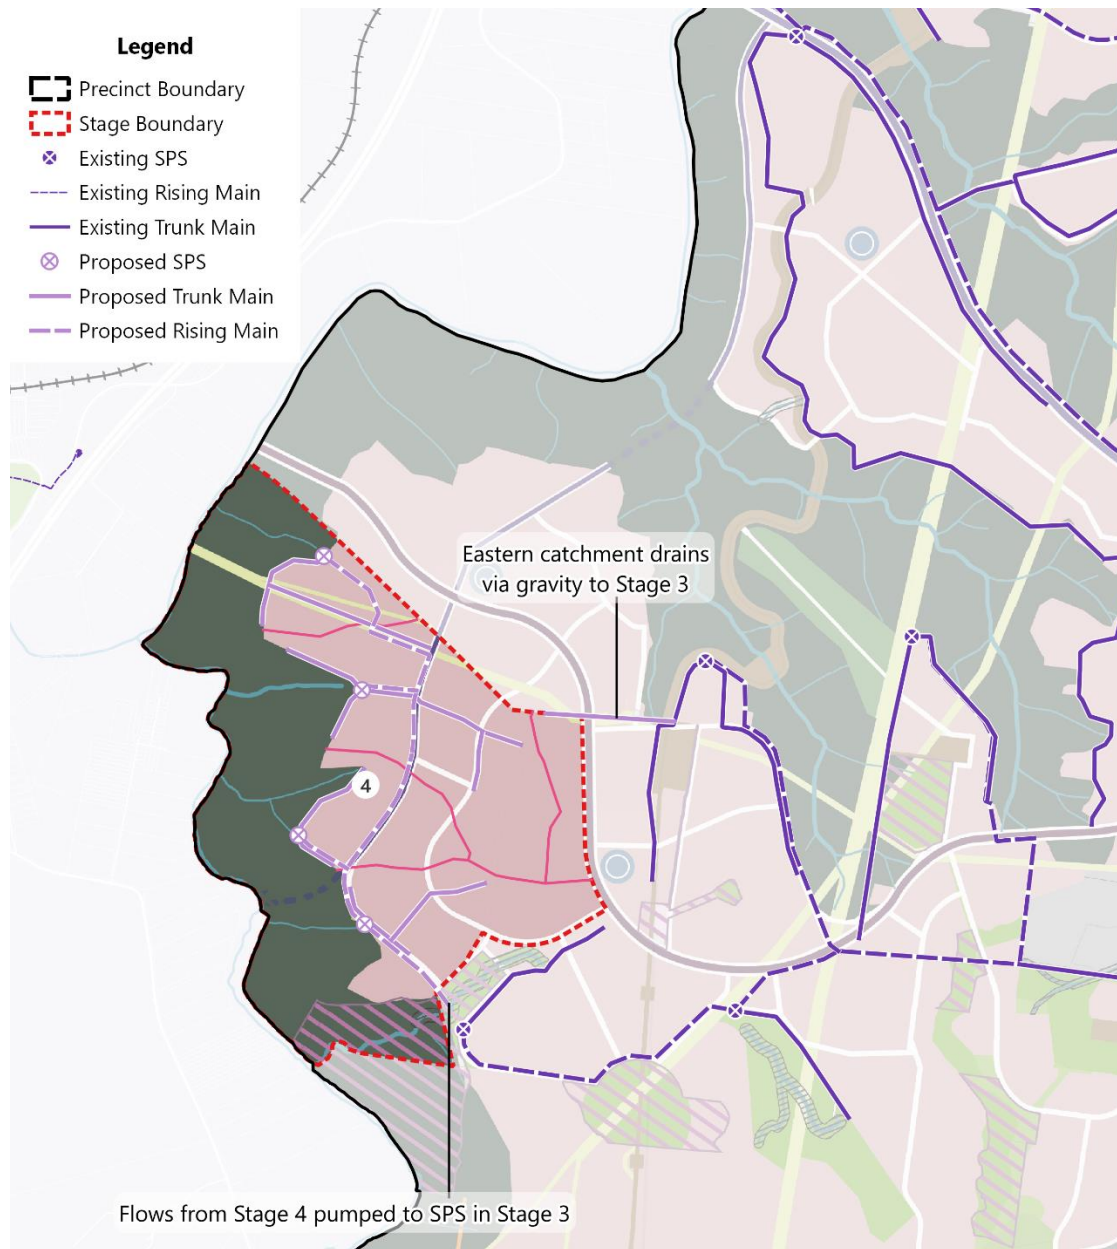 Legend
Precinct Boundary
Stage Boundary
Existing SPS
Existing Rising Main
Existing Trunk Main
Proposed SPS
Proposed Trunk Main
Proposed Rising Main
Eastern catchment drains
via gravity to Stage 3
4
Flows from Stage 4 pumped to SPS in Stage 3